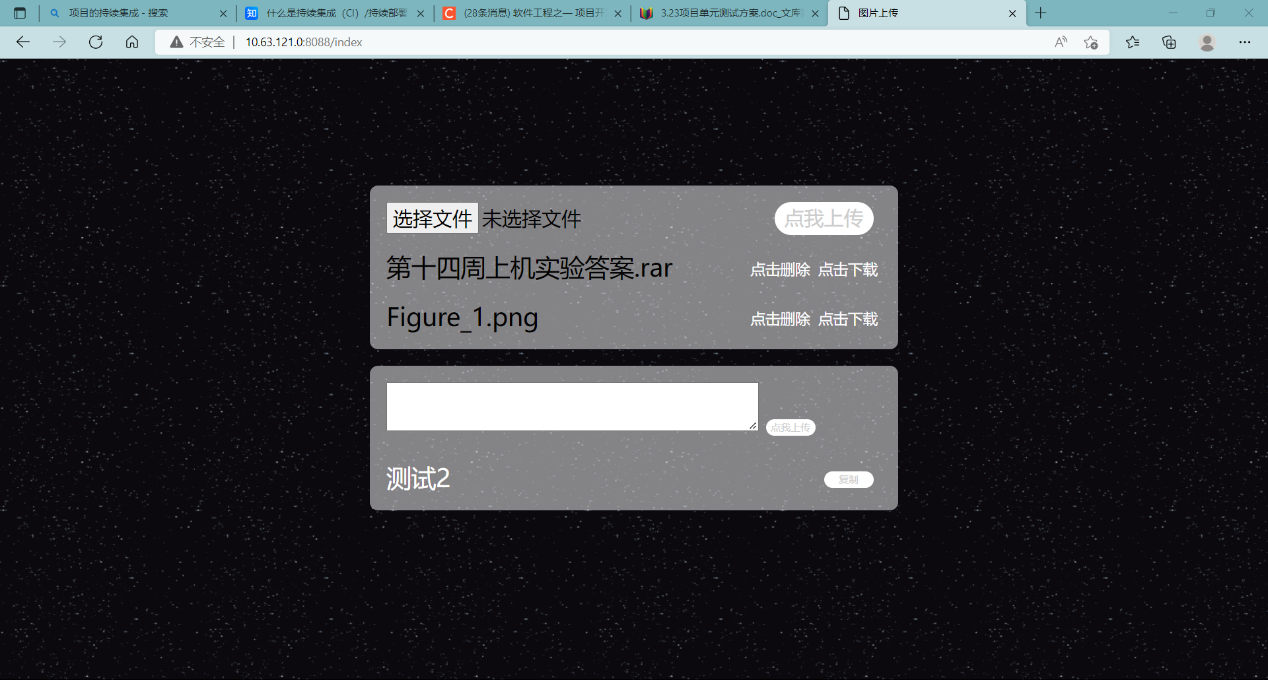 项目的持续集成 - 搜索
什么是持续集成（CI）/持续部署
(28条消息) 软件工程之一 项目开
3.23项目单元测试方案.doc_文库
图片上传
不安全 | 10.63.121.0:8088/index
选择文件 未选择文件 点我上传
第十四周上机实验答案.rar 点击删除 点击下载
Figure_1.png 点击删除 点击下载
点我上传
测试2 复制